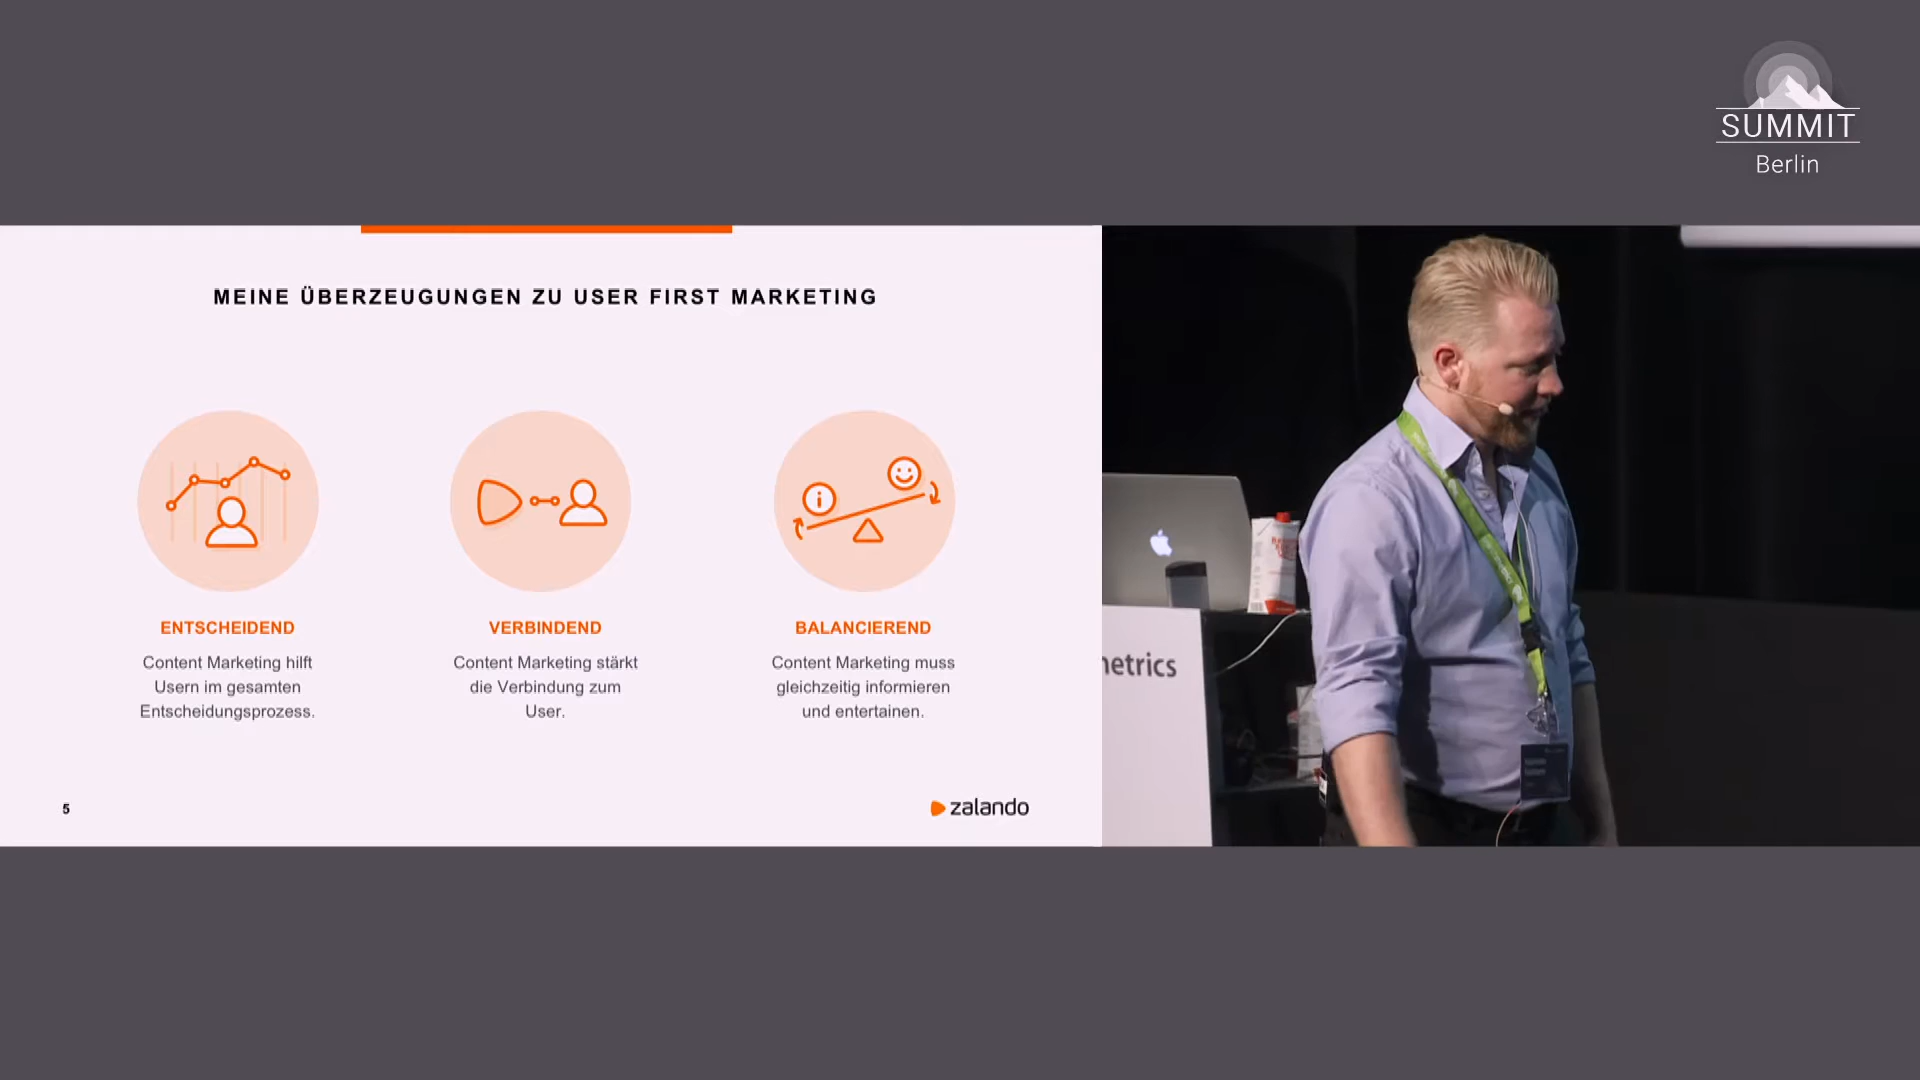 SUMMIT
Berlin
MEINE ÜBERZEUGUNGEN ZU USER FIRST MARKETING
ENTSCHEIDEND
Content Marketing hilft
Usern im gesamten
Entscheidungsprozess.
VERBINDEND
Content Marketing stärkt
die Verbindung zum
User.
BALANCIEREND
Content Marketing muss
gleichzeitig informieren
und entertainen.
5
zalando
etrics